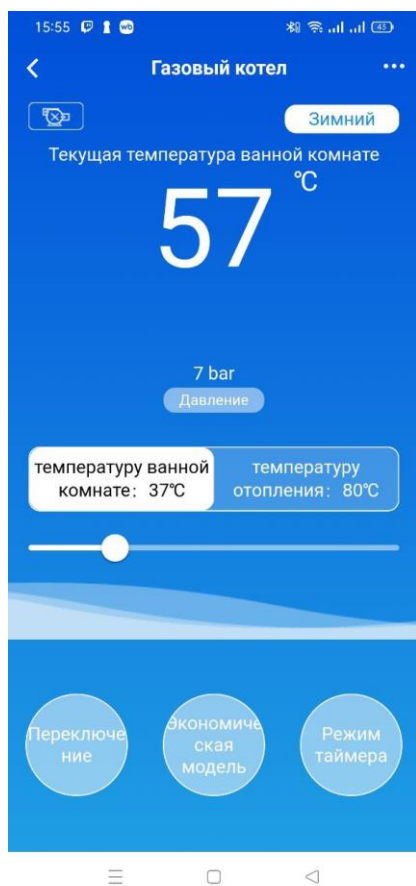 15:55
45
Газовый котел
Зимний
Текущая температура ванной комнате
57 °C
7 bar
Давление
температуру ванной
комнате: 37°C
температуру
отопления: 80°C
Переключе
ние
Экономиче
ская
модель
Режим
таймера